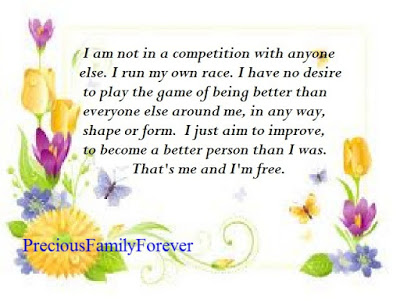 I am not in a competition with anyone
else. I run my own race. I have no desire
to play the game of being better than
everyone else around me, in any way,
shape or form.  I just aim to improve,
to become a better person than I was.
That's me and I'm free.
PreciousFamilyForever